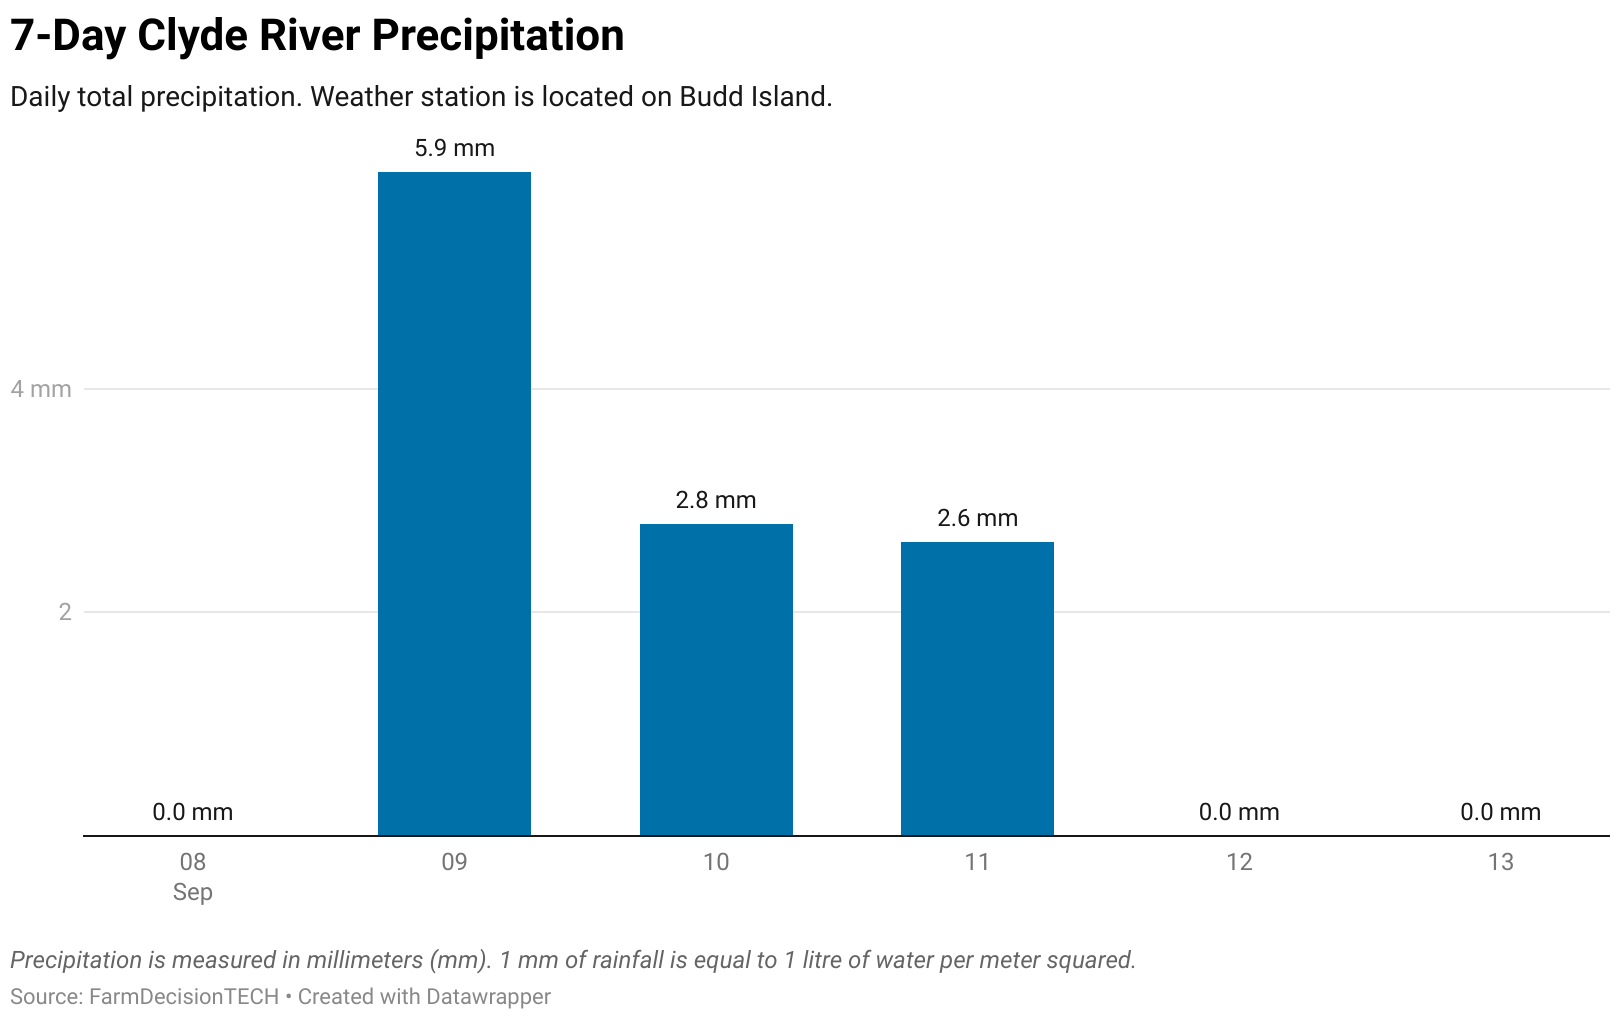 7-Day Clyde River Precipitation
Daily total precipitation. Weather station is located on Budd Island.
5.9 mm
4 mm
2.8 mm
2.6 mm
2
0.0 mm
0.0 mm
0.0 mm
08
09
10
11
12
13
Sep
Precipitation is measured in millimeters (mm). 1 mm of rainfall is equal to 1 litre of water per meter squared.
Source: FarmDecisionTECH • Created with Datawrapper